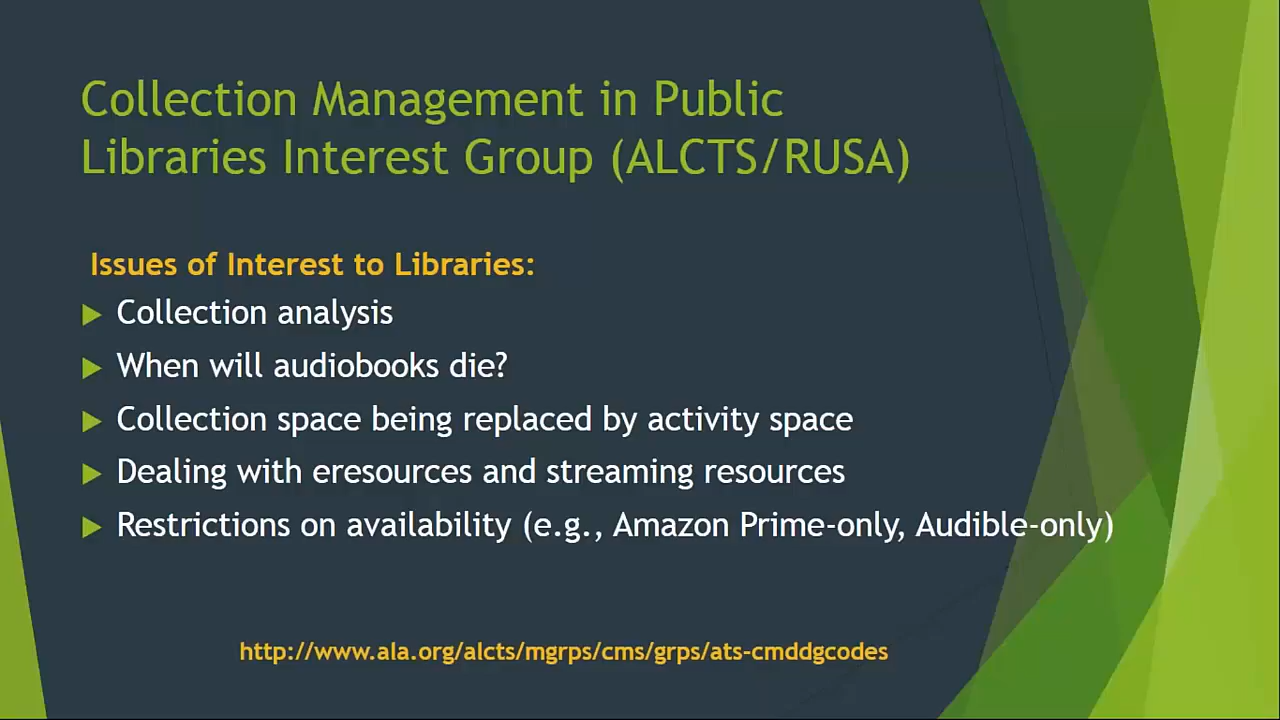 Collection Management in Public
Libraries Interest Group (ALCTS/RUSA)
Issues of Interest to Libraries:
Collection analysis
When will audiobooks die?
Collection space being replaced by activity space
Dealing with eresources and streaming resources
Restrictions on availability (e.g., Amazon Prime-only, Audible-only)
http://www.ala.org/alcts/mgrps/cms/grps/ats-cmddgcodes